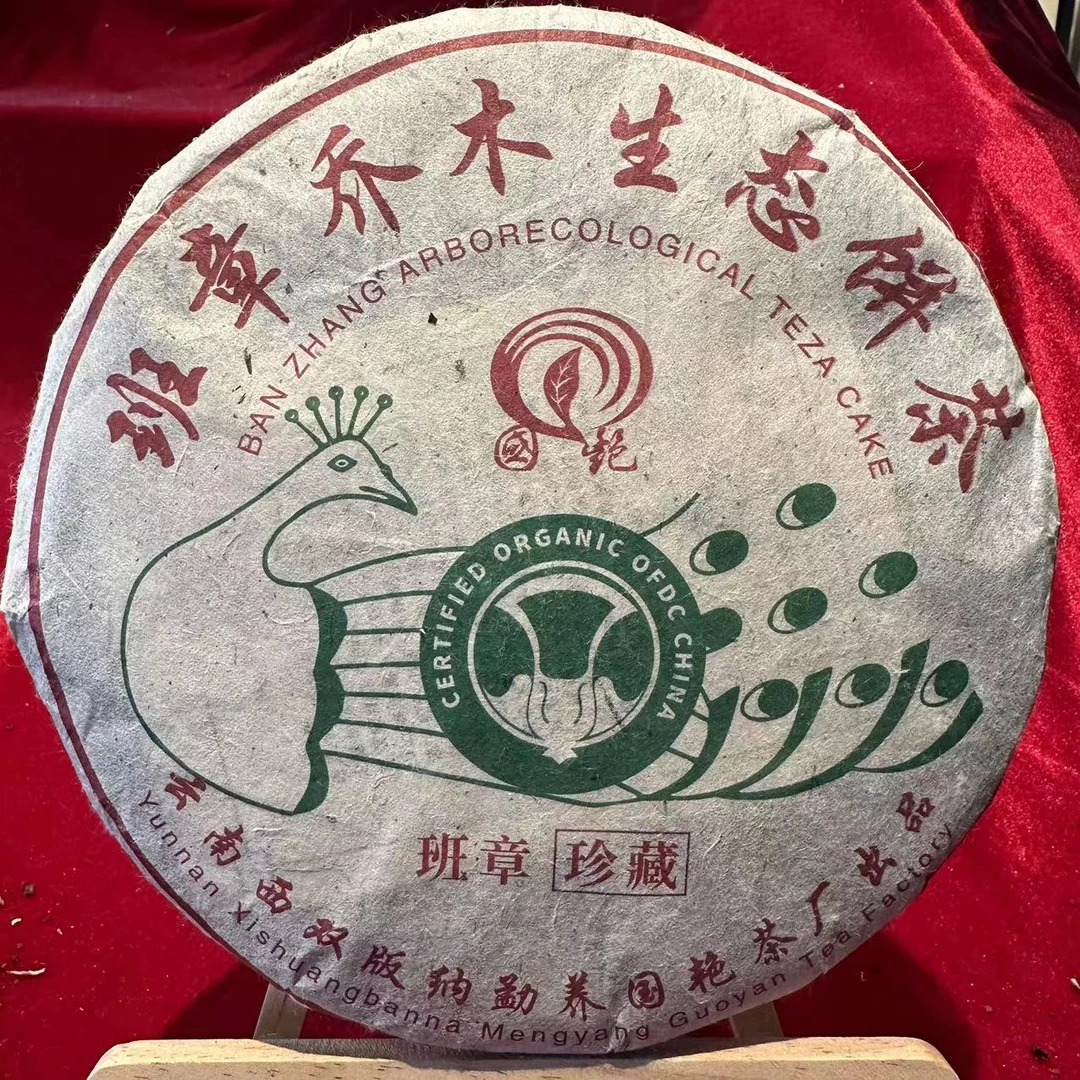 班章乔木生态饼茶
BAN ZHANG ARBORECOLOGICAL TEZA CAKE
國艳
CERTIFIED ORGANIC OFDC CHINA
班章 珍藏
云南西双版纳勐养国艳茶厂出品
Yunnan Xishuangbanna Mengyang Guoyan Tea Factory